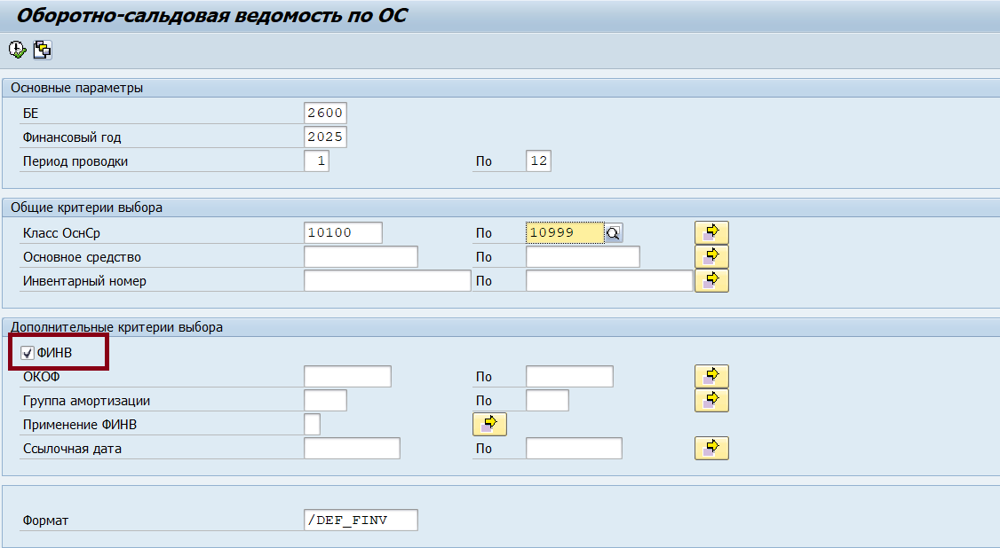 Оборотно-сальдовая ведомость по ОС
Основные параметры
БЕ 2600
Финансовый год 2025
Период проводки 1 По 12
Общие критерии выбора
Класс ОснСр 10100 По 10999
Основное средство По
Инвентарный номер По
Дополнительные критерии выбора
ФИНВ
ОКОФ По
Группа амортизации По
Применение ФИНВ
Ссылочная дата По
Формат /DEF_FINV